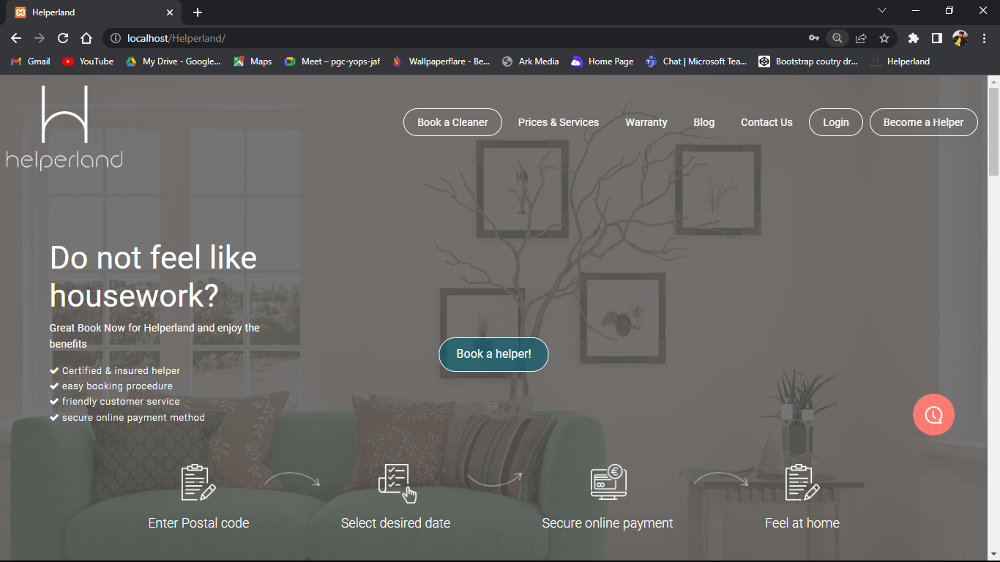 Helperland
localhost/Helperland/
Gmail
YouTube
My Drive - Google...
Maps
Meet – pgc-yops-jaf
Wallpaperflare - Be...
Ark Media
Home Page
Chat | Microsoft Tea...
Bootstrap coutry dr...
Helperland
helperland
Book a Cleaner
Prices & Services
Warranty
Blog
Contact Us
Login
Become a Helper
Do not feel like
housework?
Great Book Now for Helperland and enjoy the
benefits
Certified & insured helper
easy booking procedure
friendly customer service
secure online payment method
Book a helper!
Enter Postal code
Select desired date
Secure online payment
Feel at home